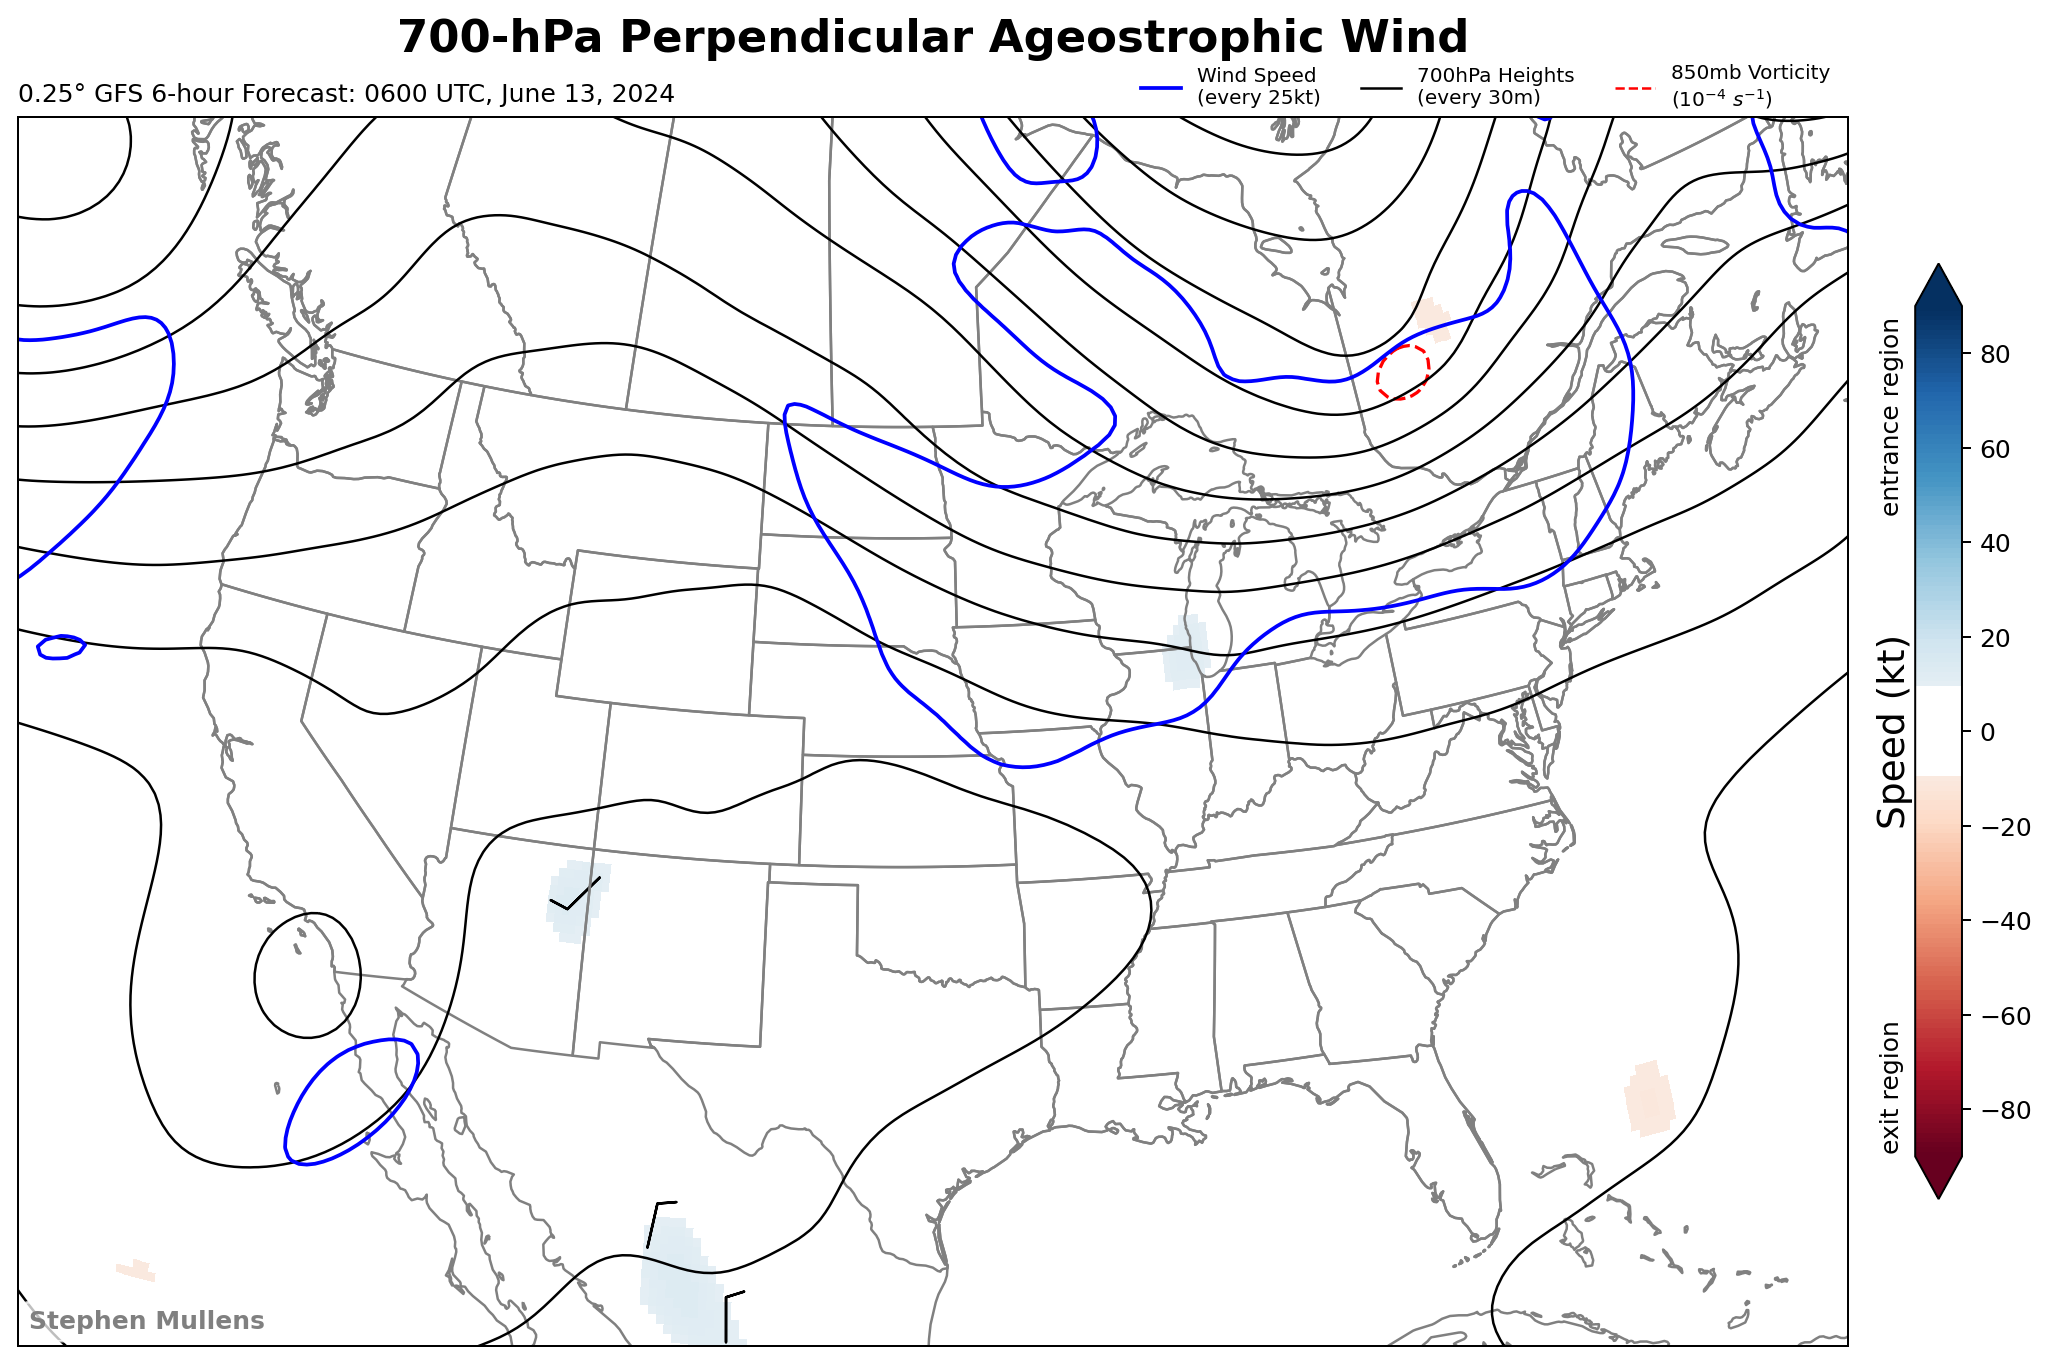 700-hPa Perpendicular Ageostrophic Wind
0.25° GFS 6-hour Forecast: 0600 UTC, June 13, 2024
Wind Speed
(every 25kt)
700hPa Heights
(every 30m)
850mb Vorticity
(10⁻⁴ s⁻¹)
entrance region
Speed (kt)
exit region
80
60
40
20
0
−20
−40
−60
−80
Stephen Mullens